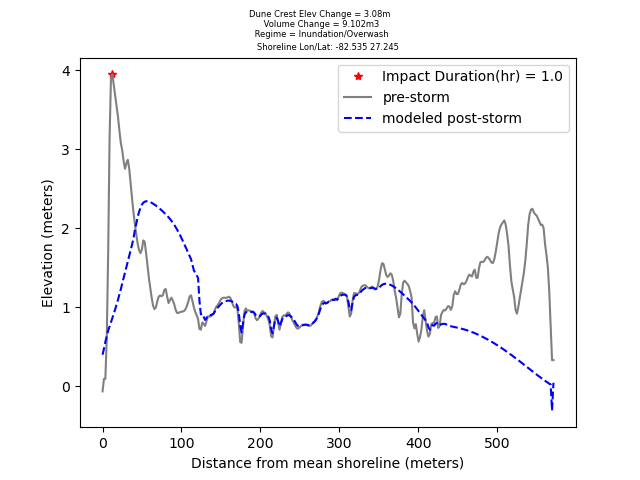 Dune Crest Elev Change = 3.08m
Volume Change = 9.102m3
Regime = Inundation/Overwash
Shoreline Lon/Lat: -82.535 27.245
Impact Duration(hr) = 1.0
pre-storm
modeled post-storm
4
3
2
1
0
Elevation (meters)
0 100 200 300 400 500
Distance from mean shoreline (meters)